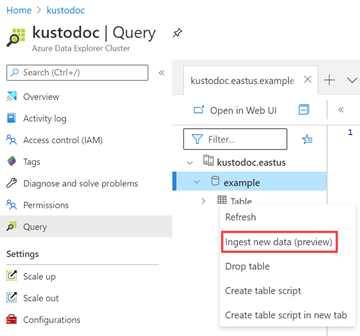 Home > kustodoc
kustodoc | Query
Azure Data Explorer Cluster
Search (Ctrl+/)
Overview
Activity log
Access control (IAM)
Tags
Diagnose and solve problems
Permissions
Query
Settings
Scale up
Scale out
Configurations
kustodoc.eastus.example
Open in Web UI
Filter...
kustodoc.eastus
example
Table
Refresh
Ingest new data (preview)
Drop table
Create table script
Create table script in new tab
1